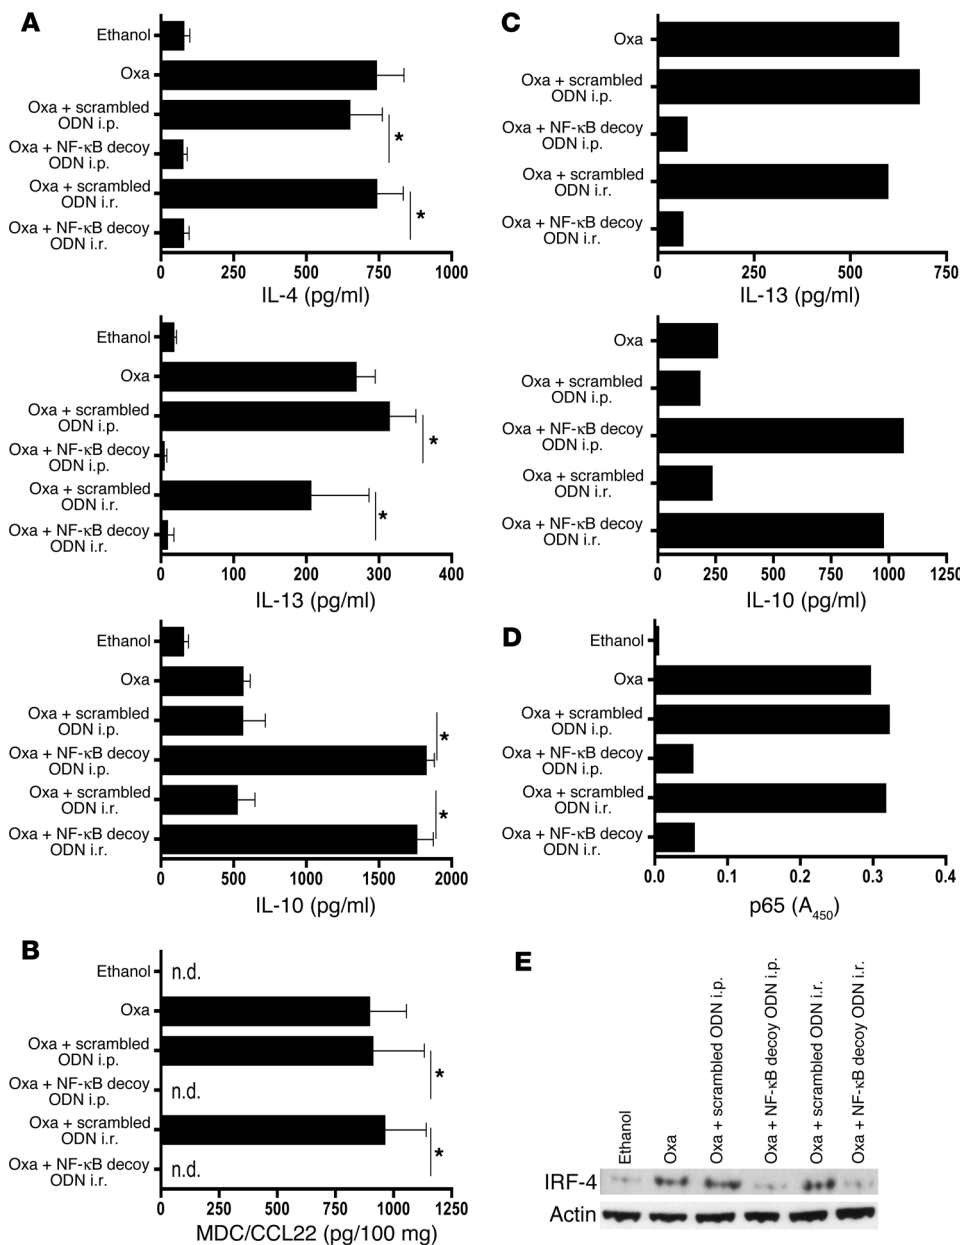 A
Ethanol
Oxa
Oxa + scrambled
ODN i.p.
Oxa + NF-κB decoy
ODN i.p.
Oxa + scrambled
ODN i.r.
Oxa + NF-κB decoy
ODN i.r.
*
*
0 250 500 750 1000
IL-4 (pg/ml)
Ethanol
Oxa
Oxa + scrambled
ODN i.p.
Oxa + NF-κB decoy
ODN i.p.
Oxa + scrambled
ODN i.r.
Oxa + NF-κB decoy
ODN i.r.
*
*
0 100 200 300 400
IL-13 (pg/ml)
Ethanol
Oxa
Oxa + scrambled
ODN i.p.
Oxa + NF-κB decoy
ODN i.p.
Oxa + scrambled
ODN i.r.
Oxa + NF-κB decoy
ODN i.r.
*
*
0 500 1000 1500 2000
IL-10 (pg/ml)
B
Ethanol n.d.
Oxa
Oxa + scrambled
ODN i.p.
Oxa + NF-κB decoy
ODN i.p.
n.d.
Oxa + scrambled
ODN i.r.
Oxa + NF-κB decoy
ODN i.r.
n.d.
*
*
0 250 500 750 1000 1250
MDC/CCL22 (pg/100 mg)
C
Oxa
Oxa + scrambled
ODN i.p.
Oxa + NF-κB decoy
ODN i.p.
Oxa + scrambled
ODN i.r.
Oxa + NF-κB decoy
ODN i.r.
0 250 500 750
IL-13 (pg/ml)
Oxa
Oxa + scrambled
ODN i.p.
Oxa + NF-κB decoy
ODN i.p.
Oxa + scrambled
ODN i.r.
Oxa + NF-κB decoy
ODN i.r.
0 250 500 750 1000 1250
IL-10 (pg/ml)
D
Ethanol
Oxa
Oxa + scrambled
ODN i.p.
Oxa + NF-κB decoy
ODN i.p.
Oxa + scrambled
ODN i.r.
Oxa + NF-κB decoy
ODN i.r.
0.0 0.1 0.2 0.3 0.4
p65 (A450)
E
Ethanol
Oxa
Oxa + scrambled ODN i.p.
Oxa + NF-κB decoy ODN i.p.
Oxa + scrambled ODN i.r.
Oxa + NF-κB decoy ODN i.r.
IRF-4
Actin